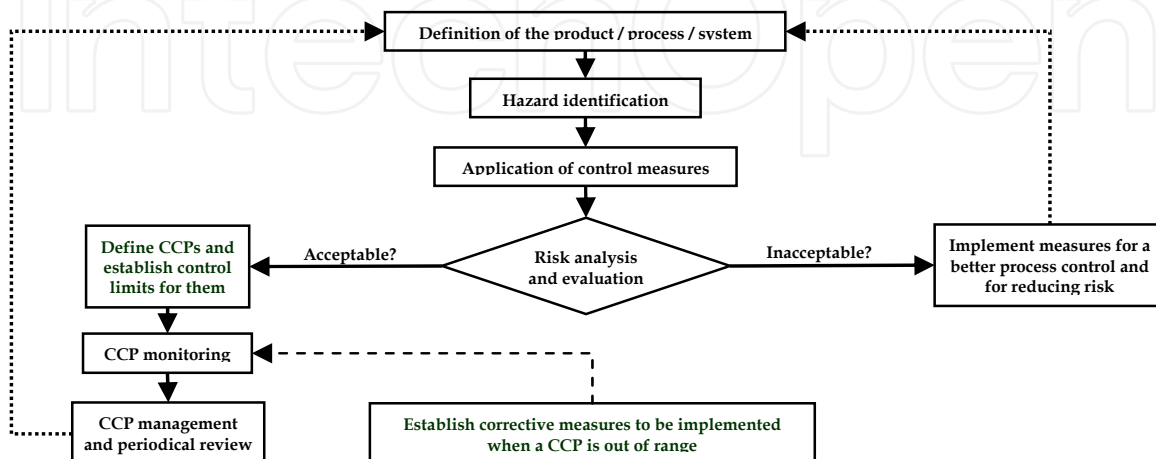 IntechOpen
Definition of the product / process / system
Hazard identification
Application of control measures
Acceptable?
Risk analysis
and evaluation
Inacceptable?
Define CCPs and
establish control
limits for them
Implement measures for a
better process control and
for reducing risk
CCP monitoring
CCP management
and periodical review
Establish corrective measures to be implemented
when a CCP is out of range